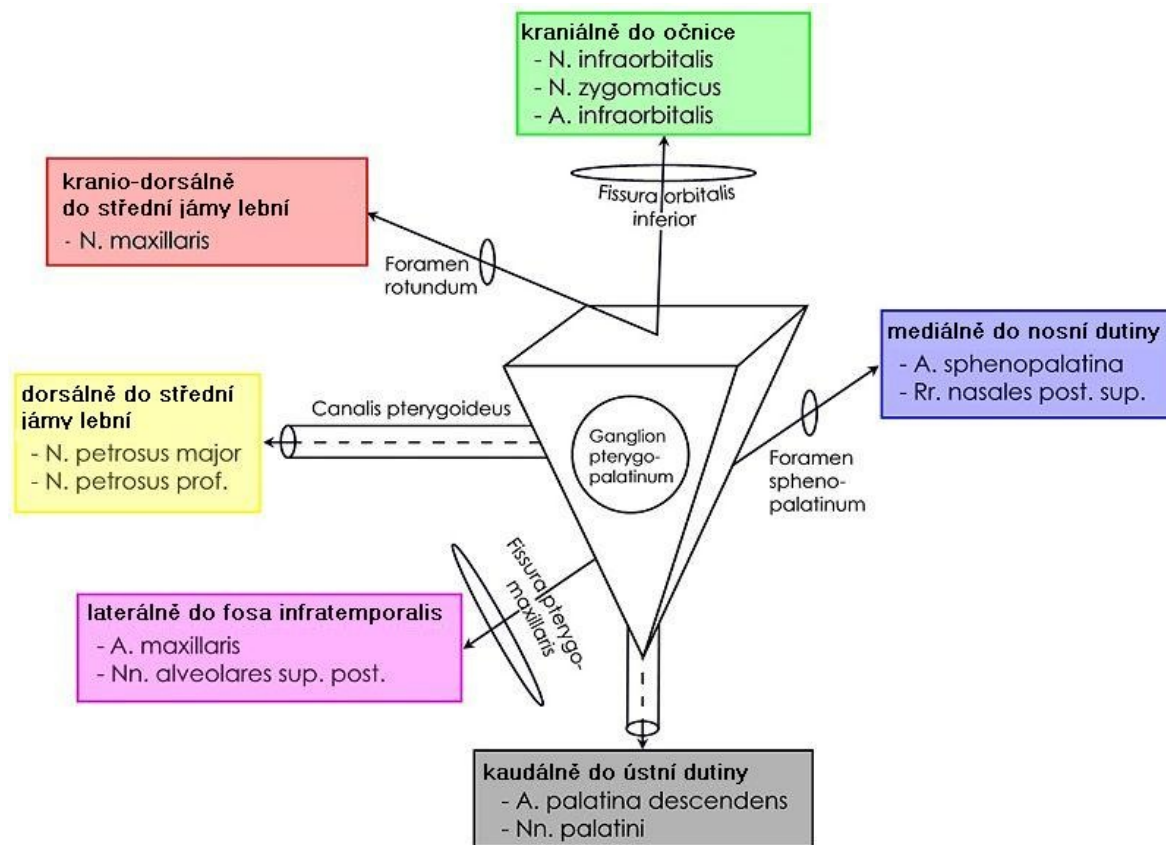 kraniálně do očnice
- N. infraorbitalis
- N. zygomaticus
- A. infraorbitalis
Fissura orbitalis
inferior
kranio-dorsálně
do střední jámy lební
- N. maxillaris
Foramen
rotundum
mediálně do nosní dutiny
- A. sphenopalatina
- Rr. nasales post. sup.
Foramen
spheno-
palatinum
dorsálně do střední
jámy lební
- N. petrosus major
- N. petrosus prof.
Canalis pterygoideus
Ganglion
pterygo-
palatinum
Fissura pterygo-
maxillaris
laterálně do fosa infratemporalis
- A. maxillaris
- Nn. alveolares sup. post.
kaudálně do ústní dutiny
- A. palatina descendens
- Nn. palatini